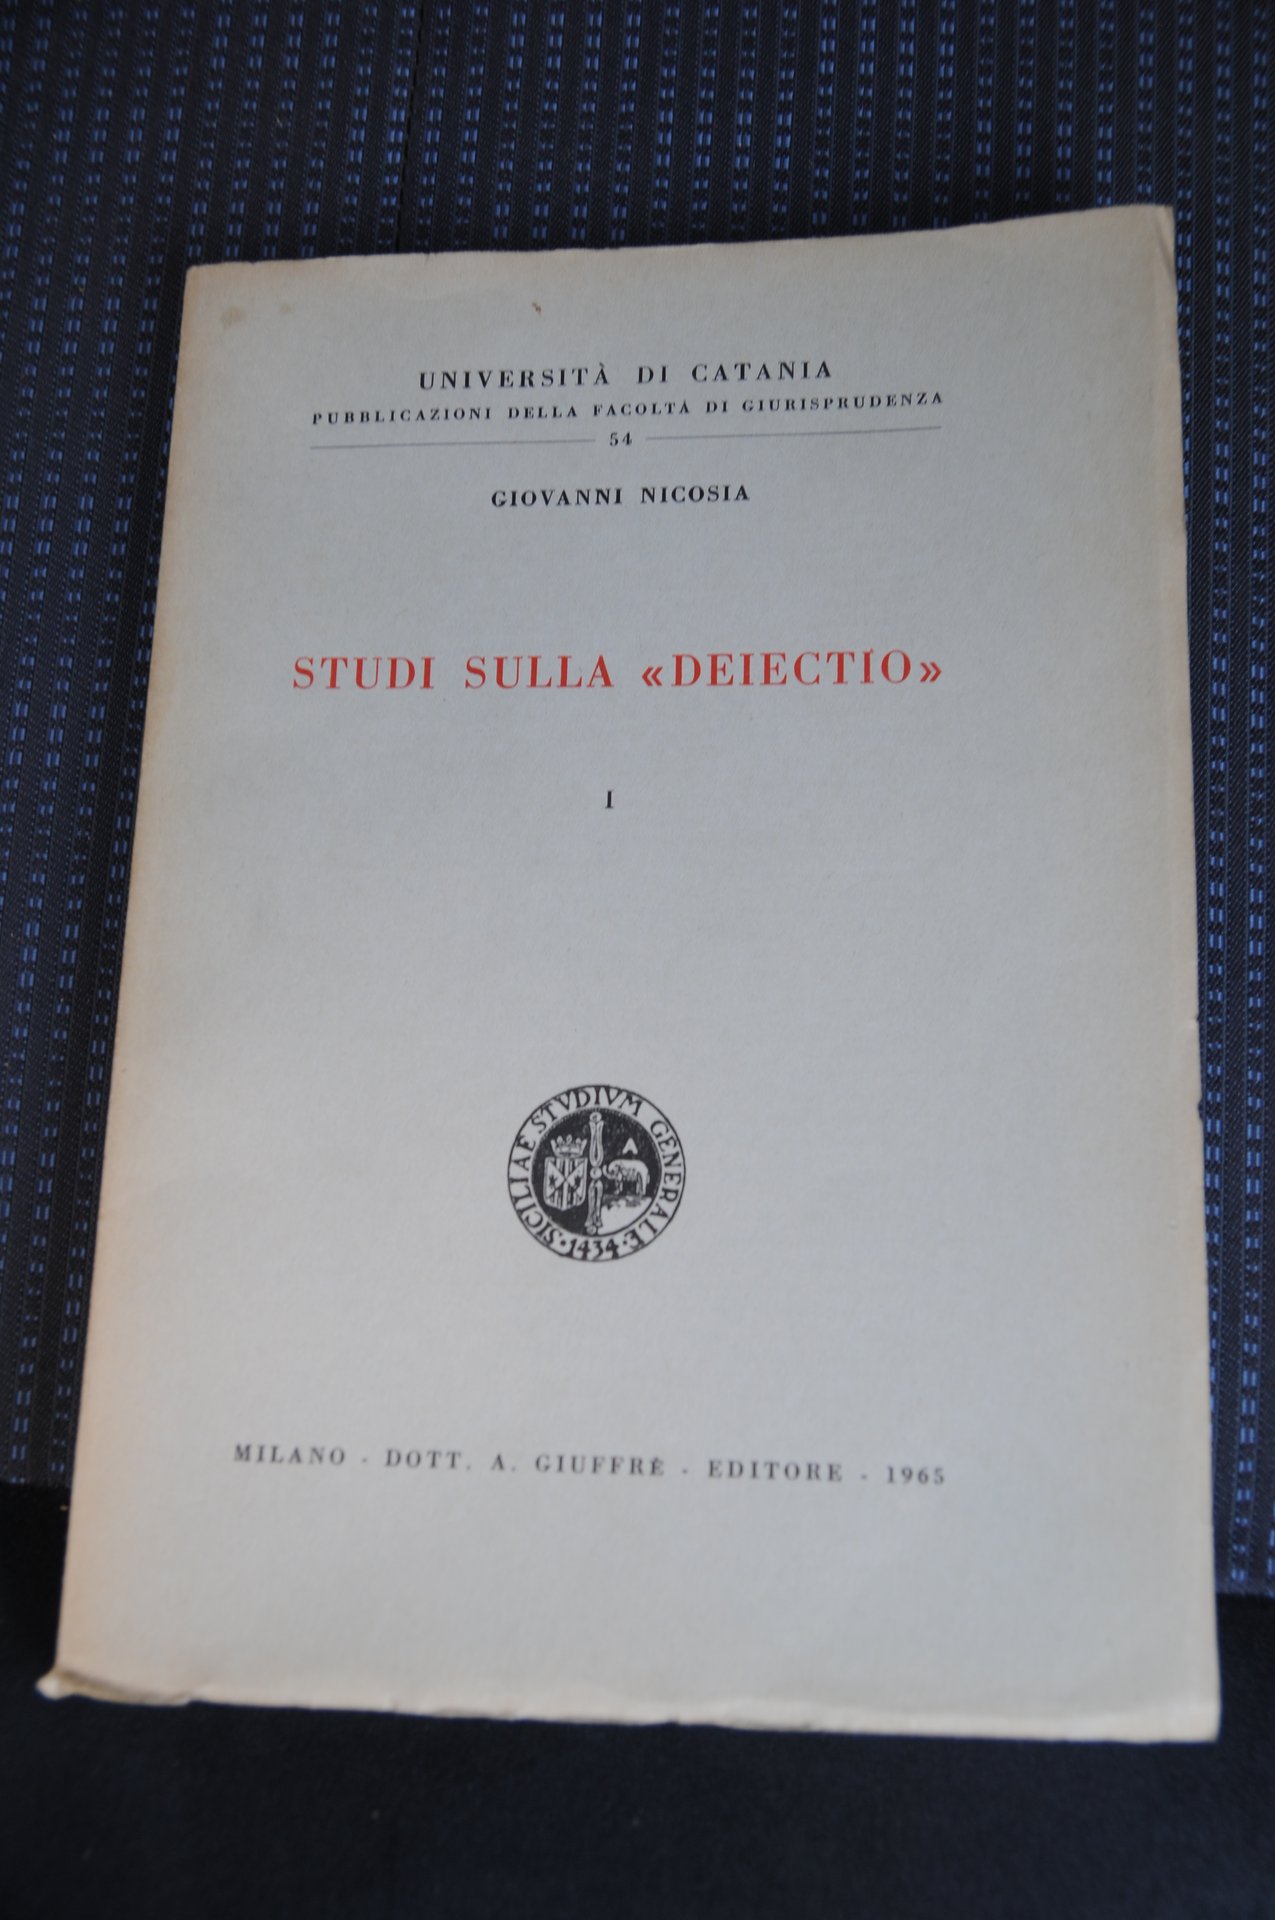 UNIVERSITÀ DI CATANIA
PUBBLICAZIONI DELLA FACOLTÀ DI GIURISPRUDENZA
54
GIOVANNI NICOSIA
STUDI SULLA «DEIECTIO»
I
SICILIAE STVDIVM GENERALE · 1434 ·
MILANO - DOTT. A. GIUFFRÈ - EDITORE - 1965